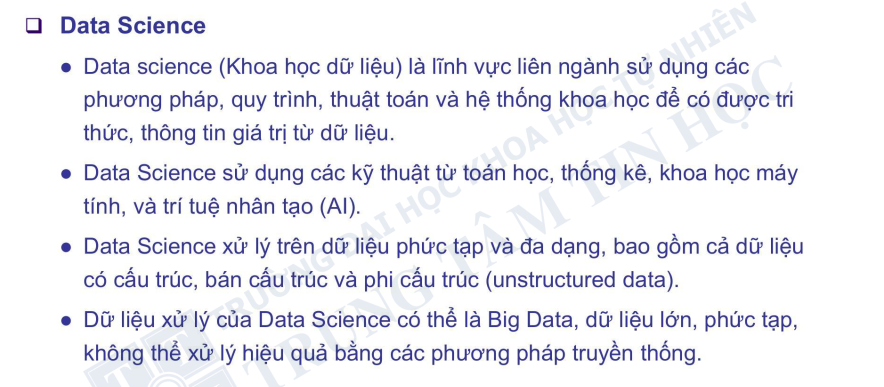 Data Science
Data science (Khoa học dữ liệu) là lĩnh vực liên ngành sử dụng các
phương pháp, quy trình, thuật toán và hệ thống khoa học để có được tri
thức, thông tin giá trị từ dữ liệu.
Data Science sử dụng các kỹ thuật từ toán học, thống kê, khoa học máy
tính, và trí tuệ nhân tạo (AI).
Data Science xử lý trên dữ liệu phức tạp và đa dạng, bao gồm cả dữ liệu
có cấu trúc, bán cấu trúc và phi cấu trúc (unstructured data).
Dữ liệu xử lý của Data Science có thể là Big Data, dữ liệu lớn, phức tạp,
không thể xử lý hiệu quả bằng các phương pháp truyền thống.
TRƯỜNG ĐẠI HỌC KHOA HỌC TỰ NHIÊN
TRUNG TÂM TIN HỌC